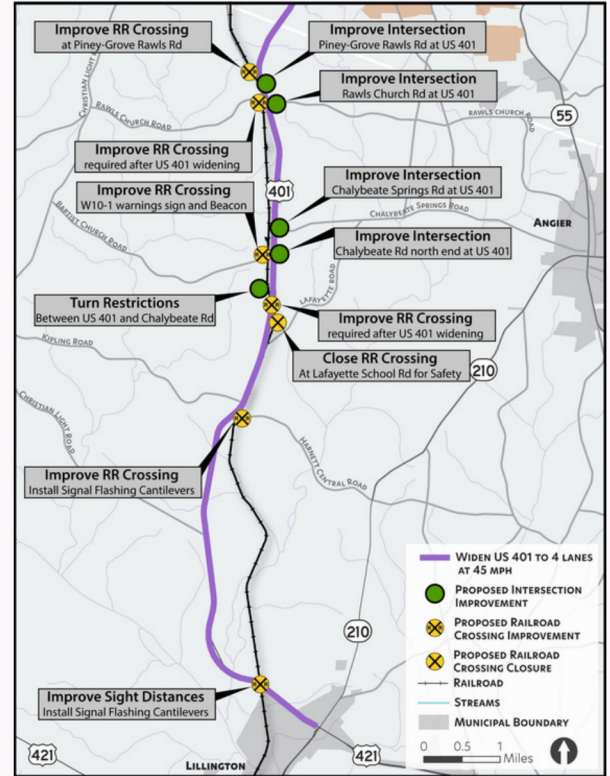 Improve RR Crossing
at Piney-Grove Rawls Rd
Improve Intersection
Piney-Grove Rawls Rd at US 401
Improve Intersection
Rawls Church Rd at US 401
CHRISTIAN LIGHT
RAWLS CHURCH ROAD
RAWLS CHURCH ROAD
55
Improve RR Crossing
required after US 401 widening
Improve RR Crossing
W10-1 warnings sign and Beacon
401
Improve Intersection
Chalybeate Springs Rd at US 401
CHALYBEATE SPRINGS ROAD
ANGIER
BAPTIST CHURCH ROAD
Improve Intersection
Chalybeate Rd north end at US 401
Turn Restrictions
Between US 401 and Chalybeate Rd
LAFAYETTE ROAD
Improve RR Crossing
required after US 401 widening
KIPLING ROAD
Close RR Crossing
At Lafayette School Rd for Safety
210
CHRISTIAN LIGHT ROAD
HARNETT CENTRAL ROAD
Improve RR Crossing
Install Signal Flashing Cantilevers
WIDEN US 401 TO 4 LANES
AT 45 MPH
PROPOSED INTERSECTION
IMPROVEMENT
PROPOSED RAILROAD
CROSSING IMPROVEMENT
PROPOSED RAILROAD
CROSSING CLOSURE
RAILROAD
STREAMS
MUNICIPAL BOUNDARY
0 0.5 1
Miles
210
Improve Sight Distances
Install Signal Flashing Cantilevers
421
LILLINGTON
421